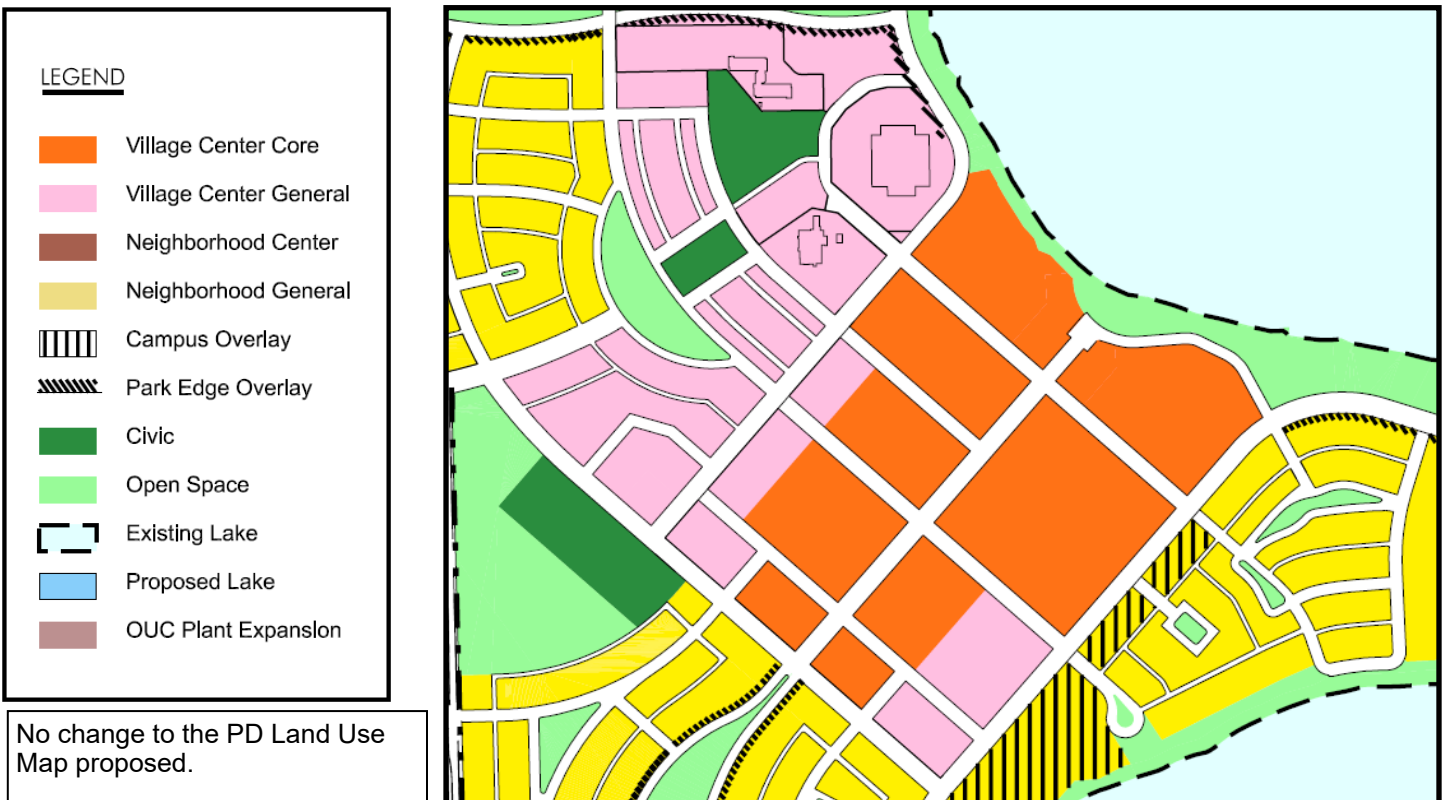 LEGEND
Village Center Core
Village Center General
Neighborhood Center
Neighborhood General
Campus Overlay
Park Edge Overlay
Civic
Open Space
Existing Lake
Proposed Lake
OUC Plant Expansion
No change to the PD Land Use
Map proposed.